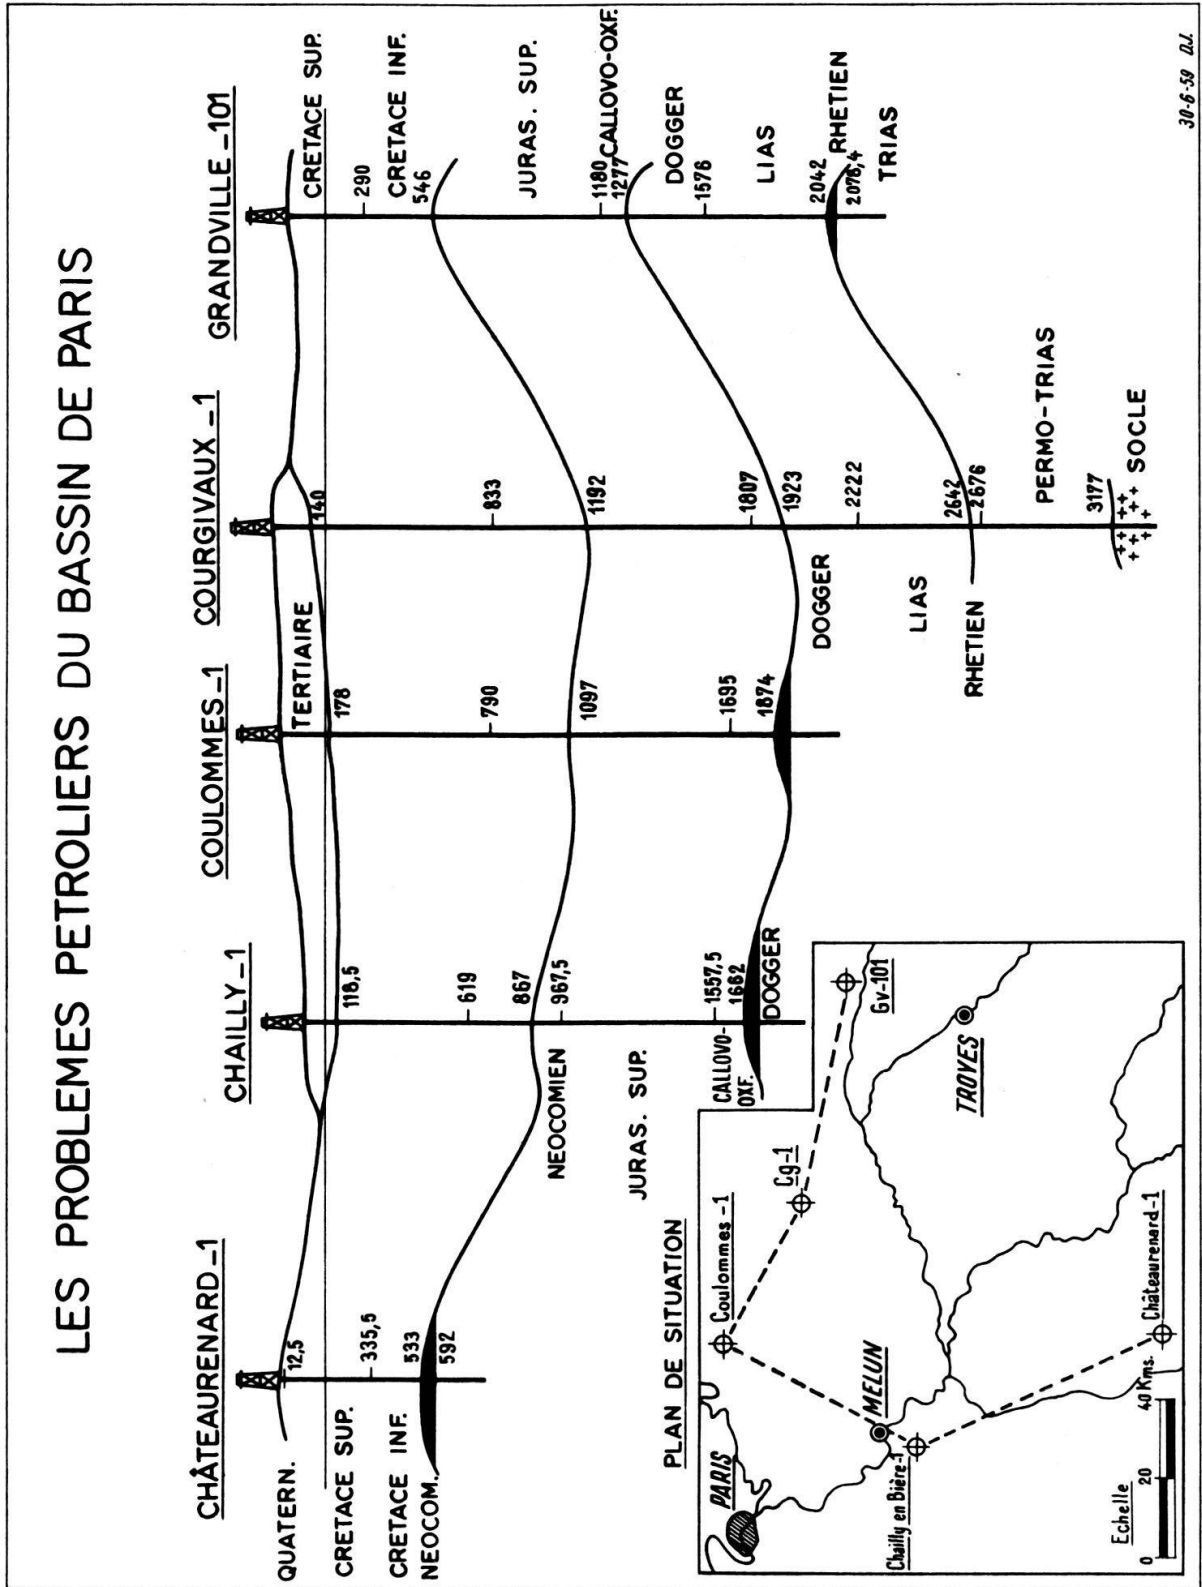 LES PROBLEMES PETROLIERS DU BASSIN DE PARIS
CHÂTEAURENARD_1
CHAILLY_1
COULOMMES_1
COURGIVAUX_1
GRANDVILLE_101
QUATERN.
CRETACE SUP.
CRETACE INF.
NEOCOM.
12,5
335,5
533
592
NEOCOMIEN
JURAS. SUP.
CALLOVO-
OXF.
118,5
619
867
967,5
1557,5
1662
DOGGER
TERTIAIRE
178
790
1097
1695
1874
DOGGER
LIAS
RHETIEN
140
833
1192
1807
1923
2222
2642
2676
PERMO-TRIAS
3177
SOCLE
CRETACE SUP.
290
CRETACE INF.
546
JURAS. SUP.
1180
CALLOVO-OXF.
1277
DOGGER
1576
LIAS
2042
RHETIEN
2076,4
TRIAS
PLAN DE SITUATION
PARIS
MELUN
Coulommes-1
Cg-1
Gv-101
TROYES
Chailly en Bière-1
Châteaurenard-1
Echelle
0 20 40 Kms.
30-6-59 D.J.